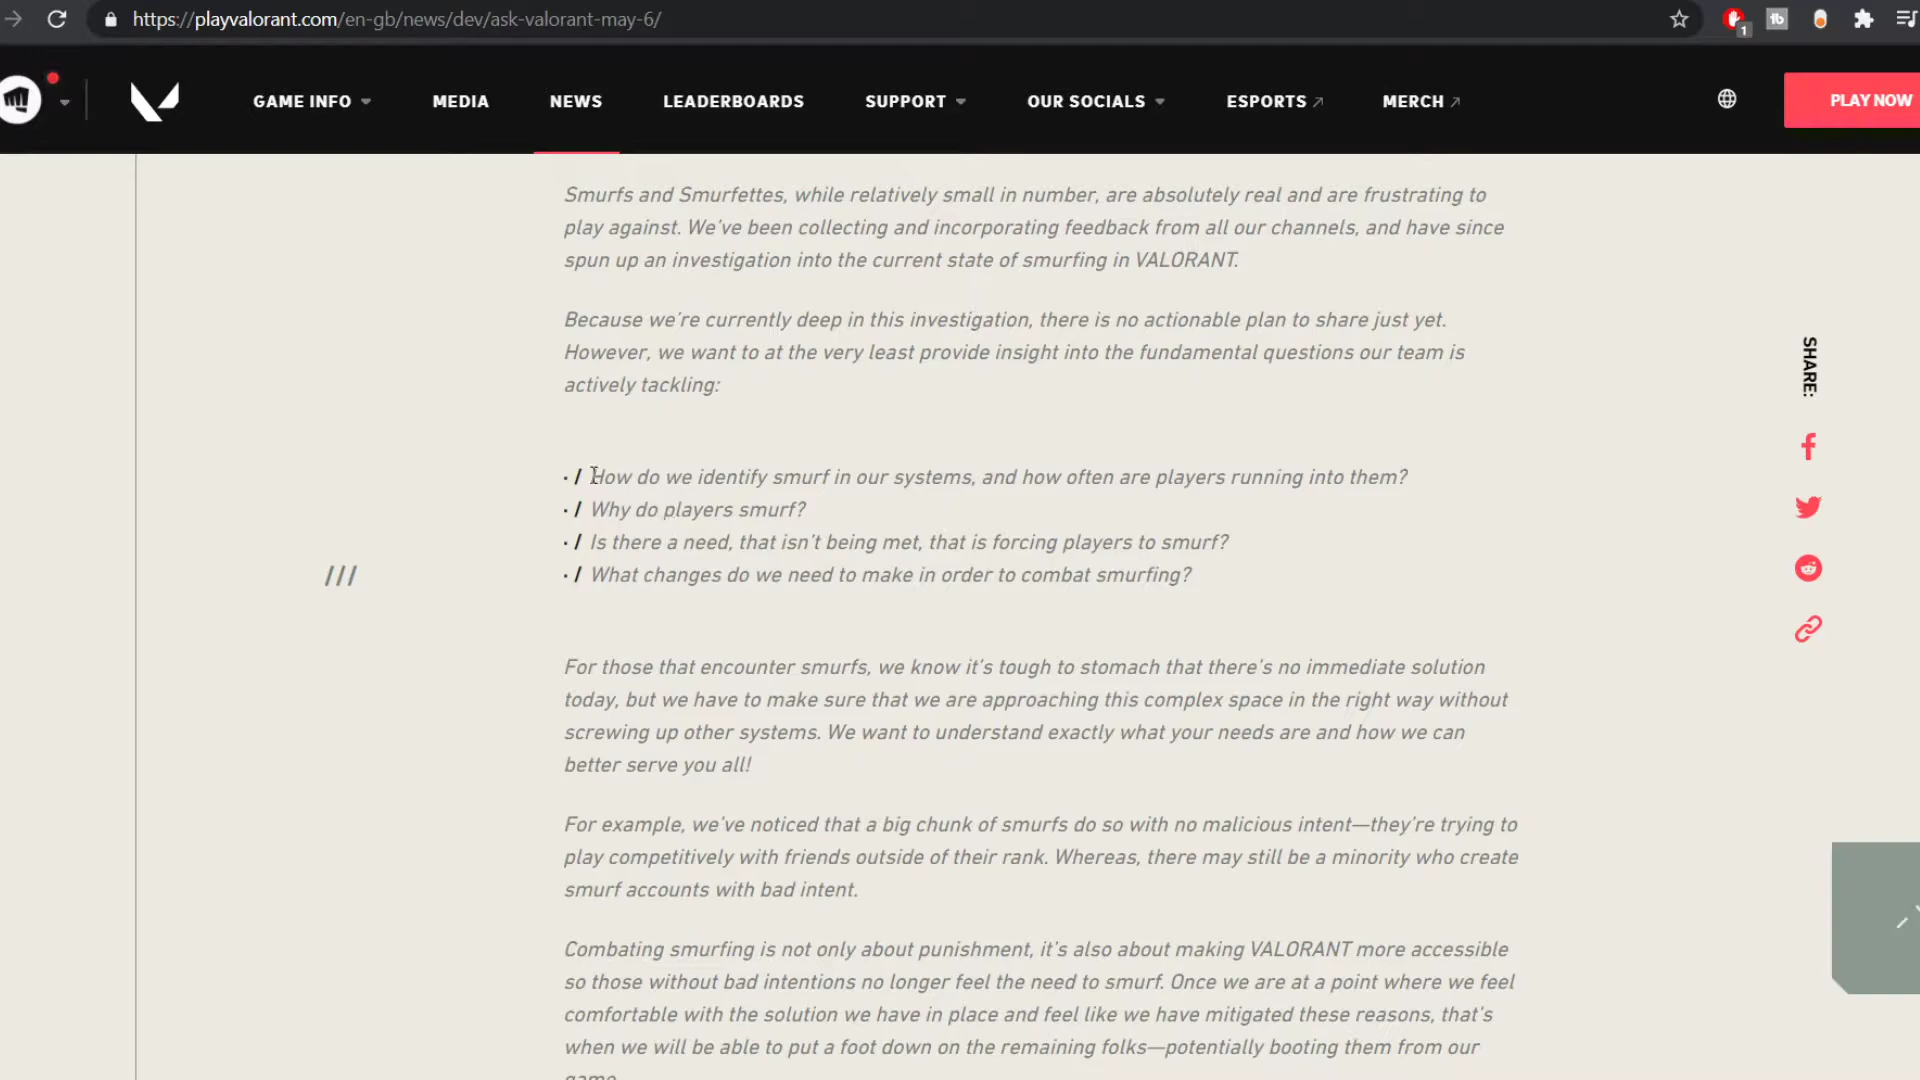 https://playvalorant.com/en-gb/news/dev/ask-valorant-may-6/
1
GAME INFO MEDIA NEWS LEADERBOARDS SUPPORT OUR SOCIALS ESPORTS MERCH PLAY NOW
Smurfs and Smurfettes, while relatively small in number, are absolutely real and are frustrating to
play against. We've been collecting and incorporating feedback from all our channels, and have since
spun up an investigation into the current state of smurfing in VALORANT.
Because we're currently deep in this investigation, there is no actionable plan to share just yet.
However, we want to at the very least provide insight into the fundamental questions our team is
actively tackling:
SHARE:
· / How do we identify smurf in our systems, and how often are players running into them?
· / Why do players smurf?
· / Is there a need, that isn't being met, that is forcing players to smurf?
· / What changes do we need to make in order to combat smurfing?
///
For those that encounter smurfs, we know it's tough to stomach that there's no immediate solution
today, but we have to make sure that we are approaching this complex space in the right way without
screwing up other systems. We want to understand exactly what your needs are and how we can
better serve you all!
For example, we've noticed that a big chunk of smurfs do so with no malicious intent—they're trying to
play competitively with friends outside of their rank. Whereas, there may still be a minority who create
smurf accounts with bad intent.
Combating smurfing is not only about punishment, it's also about making VALORANT more accessible
so those without bad intentions no longer feel the need to smurf. Once we are at a point where we feel
comfortable with the solution we have in place and feel like we have mitigated these reasons, that's
when we will be able to put a foot down on the remaining folks—potentially booting them from our